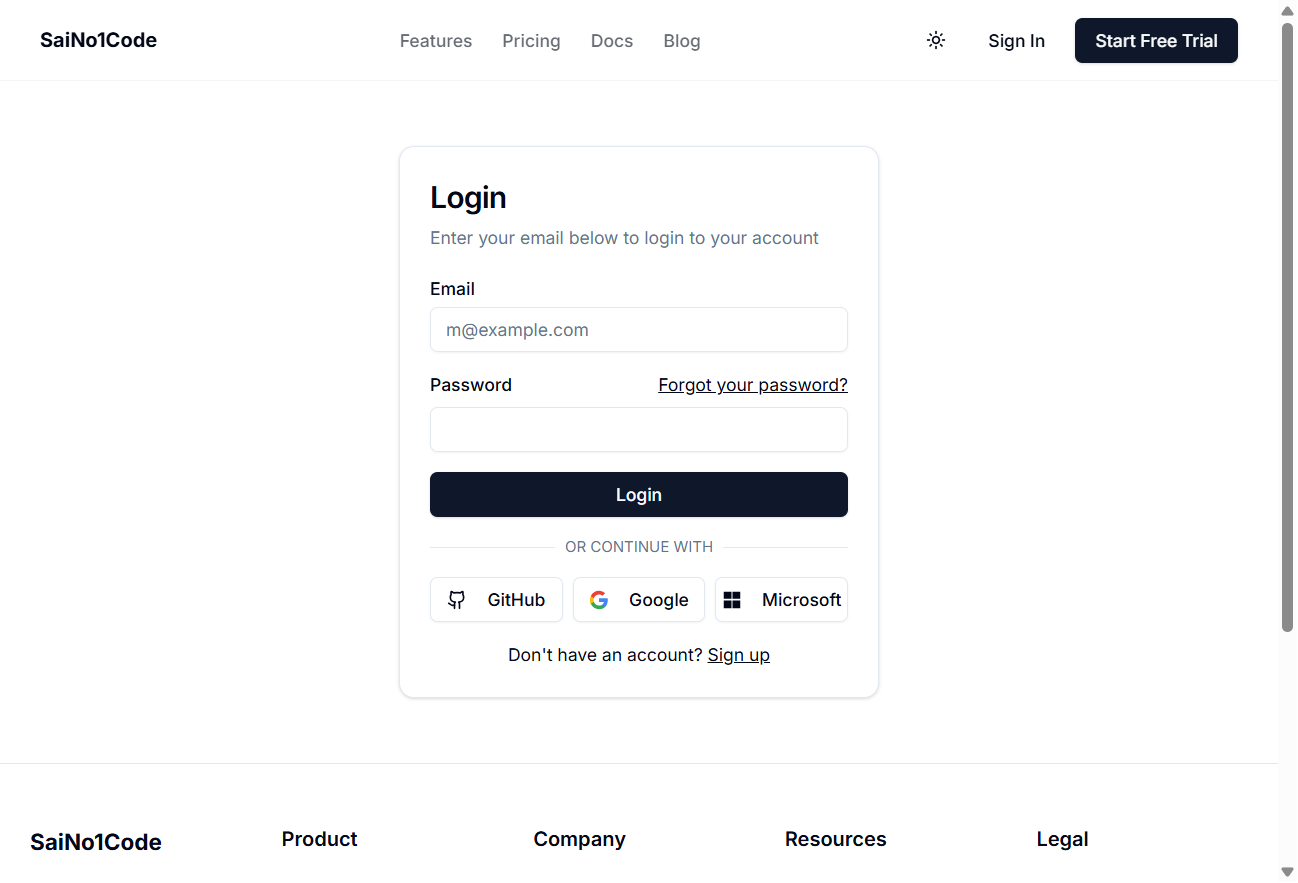 SaiNo1Code
Features Pricing Docs Blog
Sign In
Start Free Trial
Login
Enter your email below to login to your account
Email
m@example.com
Password
Forgot your password?
Login
OR CONTINUE WITH
GitHub
Google
Microsoft
Don't have an account? Sign up
SaiNo1Code
Product
Company
Resources
Legal